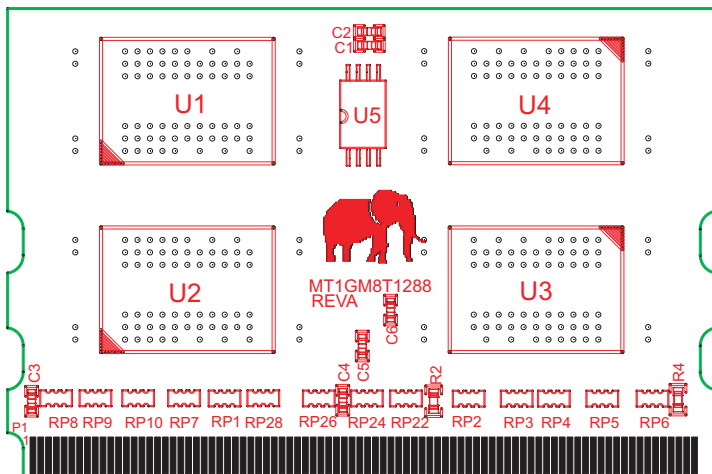 C2
C1
U1
U5
U4
U2
U3
MT1GM8T1288
REVA
C6
C5
C3
C4
R2
R4
P1
1
RP8
RP9
RP10
RP7
RP1
RP28
RP26
RP24
RP22
RP2
RP3
RP4
RP5
RP6